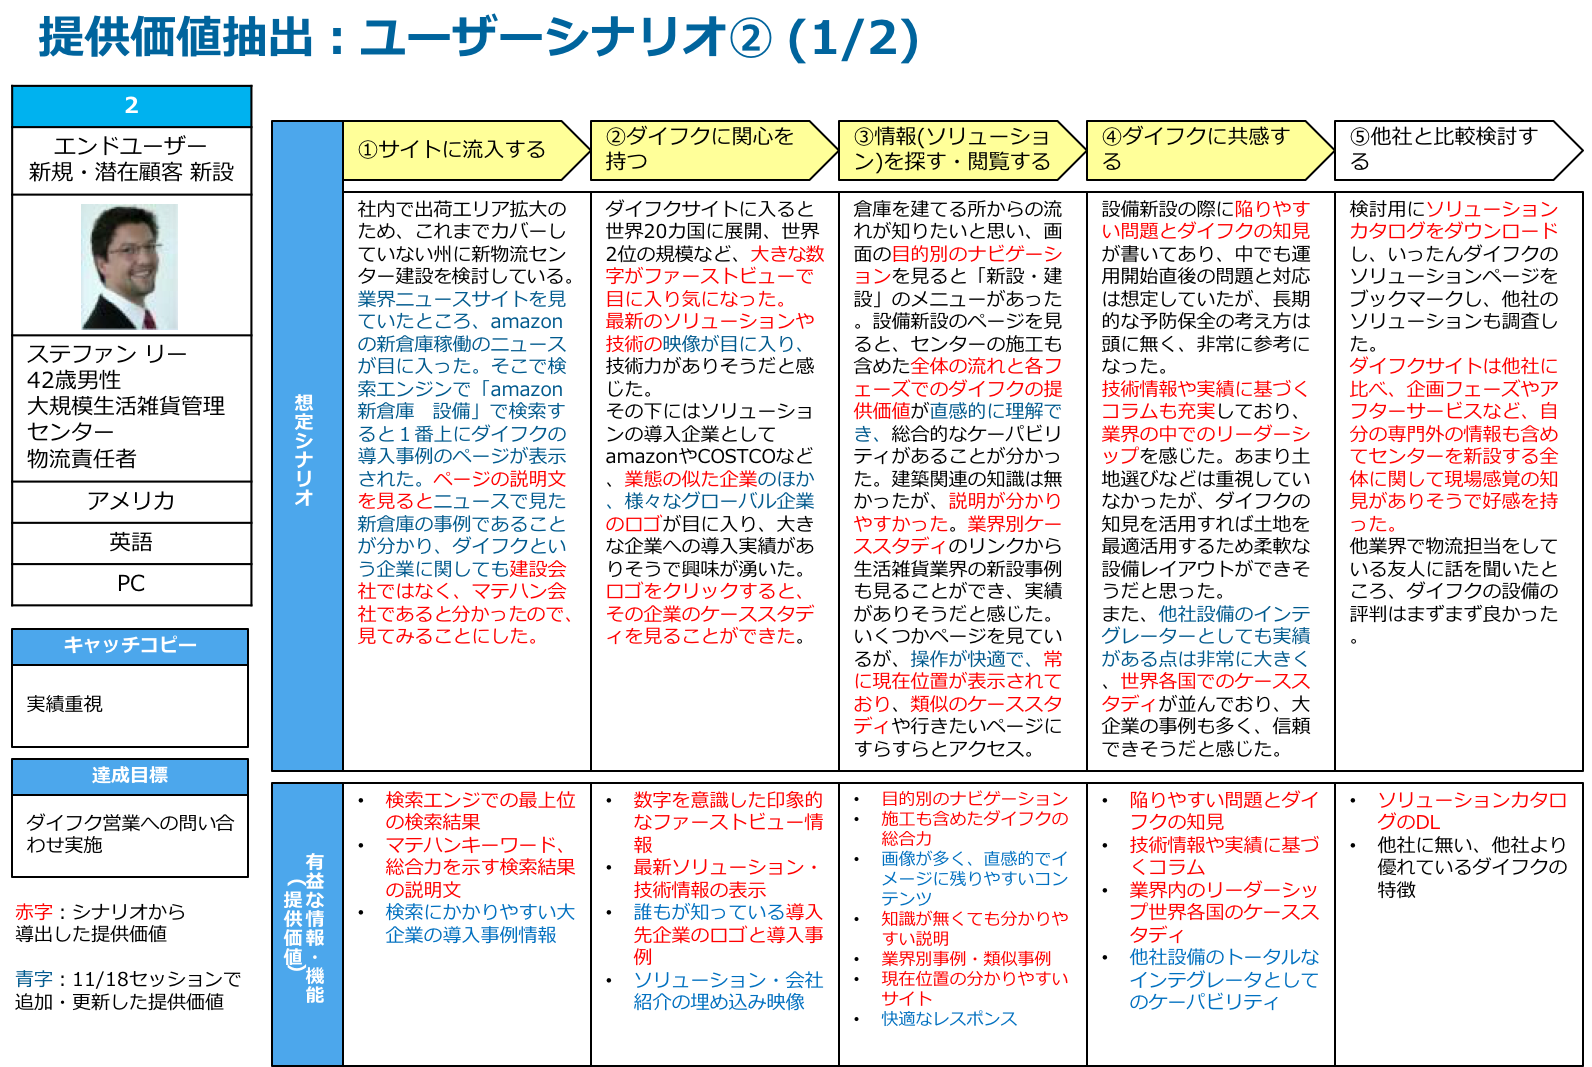 提供価値抽出：ユーザーシナリオ② (1/2)
2
エンドユーザー
新規・潜在顧客 新設
ステファン リー
42歳男性
大規模生活雑貨管理
センター
物流責任者
アメリカ
英語
PC
キャッチコピー
実績重視
達成目標
ダイフク営業への問い合
わせ実施
赤字：シナリオから
導出した提供価値
青字：11/18セッションで
追加・更新した提供価値
想定シナリオ
①サイトに流入する
社内で出荷エリア拡大の
ため、これまでカバーし
ていない州に新物流セン
ター建設を検討している。
業界ニュースサイトを見
ていたところ、amazon
の新倉庫稼働のニュース
が目に入った。そこで検
索エンジンで「amazon
新倉庫　設備」で検索す
ると１番上にダイフクの
導入事例のページが表示
された。ページの説明文
を見るとニュースで見た
新倉庫の事例であること
が分かり、ダイフクとい
う企業に関しても建設会
社ではなく、マテハン会
社であると分かったので、
見てみることにした。
②ダイフクに関心を
持つ
ダイフクサイトに入ると
世界20カ国に展開、世界
2位の規模など、大きな数
字がファーストビューで
目に入り気になった。
最新のソリューションや
技術の映像が目に入り、
技術力がありそうだと感
じた。
その下にはソリューショ
ンの導入企業として
amazonやCOSTCOなど
、業態の似た企業のほか
、様々なグローバル企業
のロゴが目に入り、大き
な企業への導入実績があ
りそうで興味が湧いた。
ロゴをクリックすると、
その企業のケーススタデ
ィを見ることができた。
③情報(ソリューショ
ン)を探す・閲覧する
倉庫を建てる所からの流
れが知りたいと思い、画
面の目的別のナビゲーシ
ョンを見ると「新設・建
設」のメニューがあった
。設備新設のページを見
ると、センターの施工も
含めた全体の流れと各フ
ェーズでのダイフクの提
供価値が直感的に理解で
き、総合的なケーパビリ
ティがあることが分かっ
た。建築関連の知識は無
かったが、説明が分かり
やすかった。業界別ケー
ススタディのリンクから
生活雑貨業界の新設事例
も見ることができ、実績
がありそうだと感じた。
いくつかページを見てい
るが、操作が快適で、常
に現在位置が表示されて
おり、類似のケーススタ
ディや行きたいページに
すらすらとアクセス。
④ダイフクに共感す
る
設備新設の際に陥りやす
い問題とダイフクの知見
が書いてあり、中でも運
用開始直後の問題と対応
は想定していたが、長期
的な予防保全の考え方は
頭に無く、非常に参考に
なった。
技術情報や実績に基づく
コラムも充実しており、
業界の中でのリーダーシ
ップを感じた。あまり土
地選びなどは重視してい
なかったが、ダイフクの
知見を活用すれば土地を
最適活用するため柔軟な
設備レイアウトができそ
うだと思った。
また、他社設備のインテ
グレーターとしても実績
がある点は非常に大きく
、世界各国でのケースス
タディが並んでおり、大
企業の事例も多く、信頼
できそうだと感じた。
⑤他社と比較検討す
る
検討用にソリューション
カタログをダウンロード
し、いったんダイフクの
ソリューションページを
ブックマークし、他社の
ソリューションも調査し
た。
ダイフクサイトは他社に
比べ、企画フェーズやア
フターサービスなど、自
分の専門外の情報も含め
てセンターを新設する全
体に関して現場感覚の知
見がありそうで好感を持
った。
他業界で物流担当をして
いる友人に話を聞いたと
ころ、ダイフクの設備の
評判はまずまず良かった
。
有益な情報・機能
（提供価値）
• 検索エンジでの最上位
の検索結果
• マテハンキーワード、
総合力を示す検索結果
の説明文
• 検索にかかりやすい大
企業の導入事例情報
• 数字を意識した印象的
なファーストビュー情
報
• 最新ソリューション・
技術情報の表示
• 誰もが知っている導入
先企業のロゴと導入事
例
• ソリューション・会社
紹介の埋め込み映像
• 目的別のナビゲーション
• 施工も含めたダイフクの
総合力
• 画像が多く、直感的でイ
メージに残りやすいコン
テンツ
• 知識が無くても分かりや
すい説明
• 業界別事例・類似事例
• 現在位置の分かりやすい
サイト
• 快適なレスポンス
• 陥りやすい問題とダイ
フクの知見
• 技術情報や実績に基づ
くコラム
• 業界内のリーダーシッ
プ世界各国のケースス
タディ
• 他社設備のトータルな
インテグレータとして
のケーパビリティ
• ソリューションカタロ
グのDL
• 他社に無い、他社より
優れているダイフクの
特徴